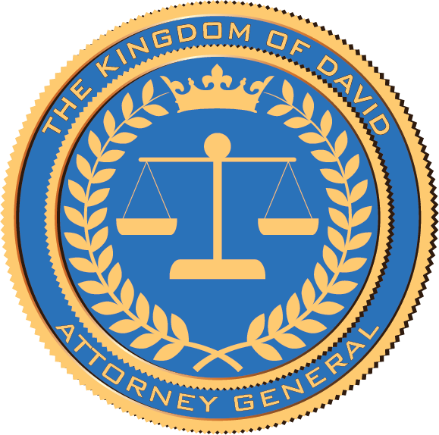 THE KINGDOM OF DAVID
ATTORNEY GENERAL